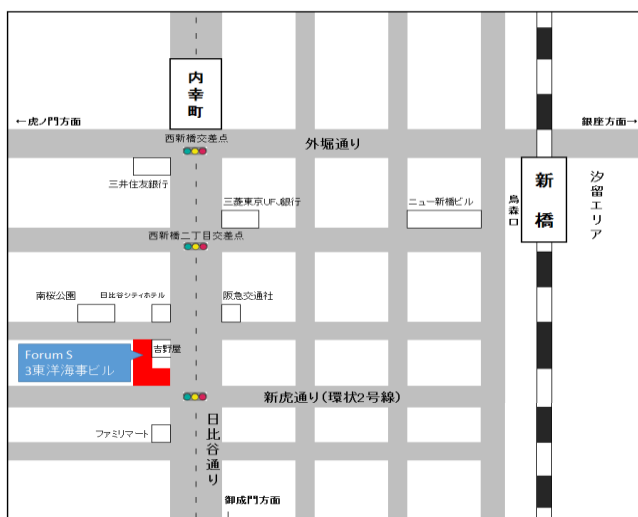 内幸町
←虎ノ門方面
銀座方面→
西新橋交差点
外堀通り
三井住友銀行
新橋
烏森口
汐留エリア
三菱東京UFJ銀行
ニュー新橋ビル
西新橋二丁目交差点
南桜公園
日比谷シティホテル
阪急交通社
吉野屋
Forum S
3東洋海事ビル
新虎通り(環状2号線)
ファミリマート
日比谷通り
御成門方面